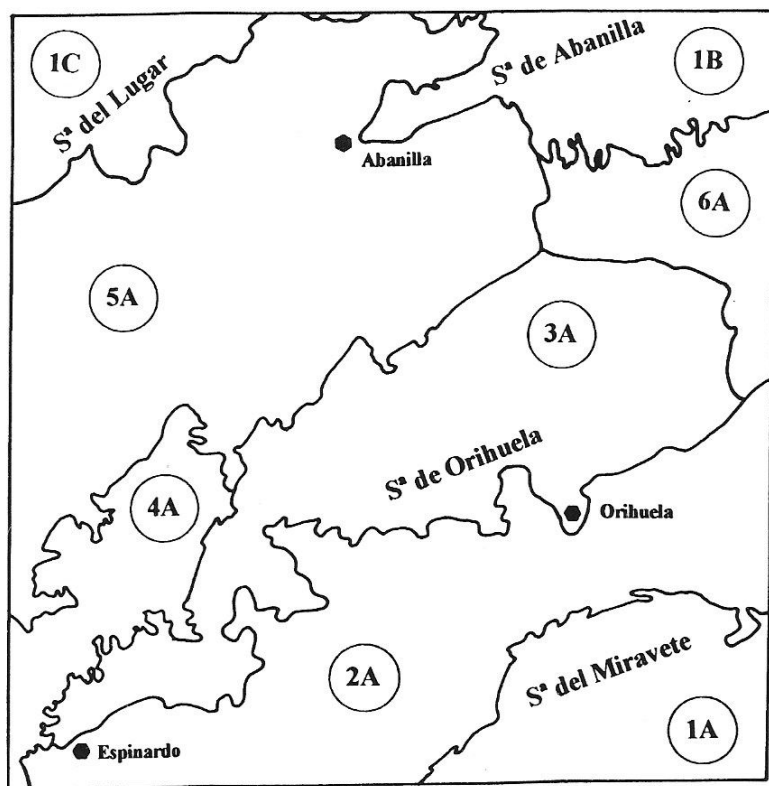 1C
Sª del Lugar
Sª de Abanilla
1B
Abanilla
6A
5A
3A
Sª de Orihuela
4A
Orihuela
2A
Sª del Miravete
1A
Espinardo